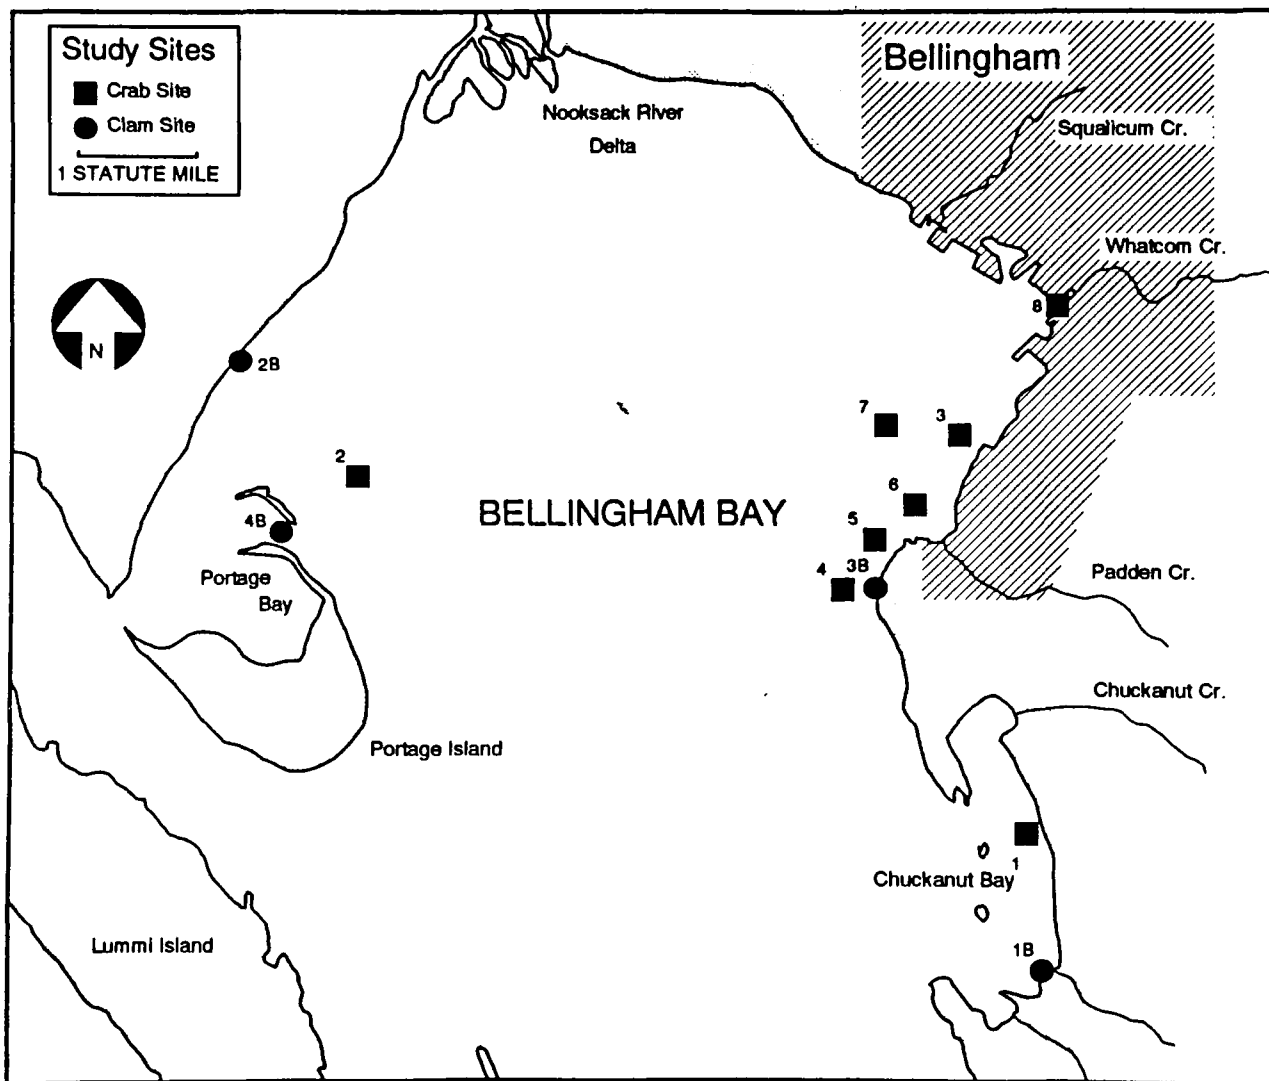 Study Sites
Crab Site
Clam Site
1 STATUTE MILE
Bellingham
Nooksack River
Delta
Squalicum Cr.
Whatcom Cr.
N
8
2B
7
3
2
6
BELLINGHAM BAY
4B
5
4
3B
Portage
Bay
Padden Cr.
Chuckanut Cr.
Portage Island
1
Chuckanut Bay
Lummi Island
1B